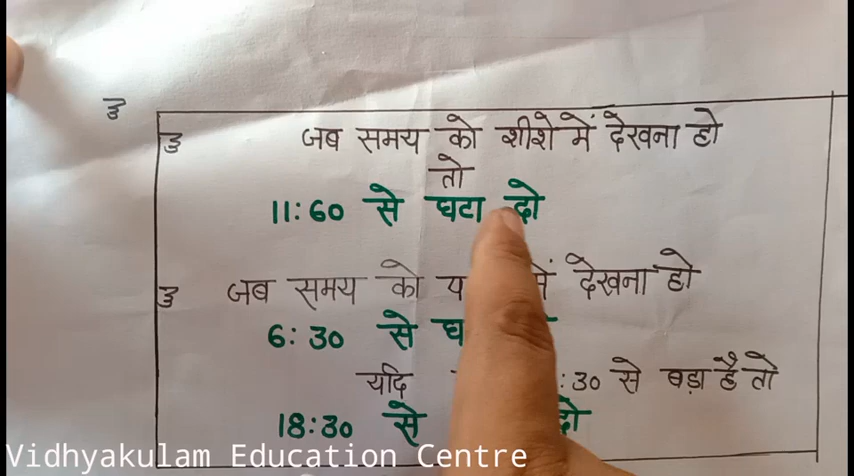 जब समय को शीशे में देखना हो
तो
11:60 से घटा दो
जब समय को में देखना हो
6:30 से
यदि :30 से बड़ा है तो
18:30 से दो
Vidhyakulam Education Centre